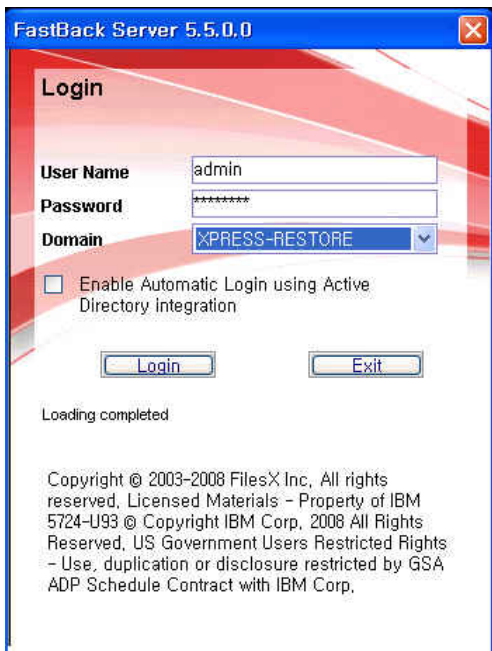 FastBack Server 5.5.0.0
Login
User Name
admin
Password
********
Domain
XPRESS-RESTORE
Enable Automatic Login using Active
Directory integration
Login
Exit
Loading completed
Copyright © 2003-2008 FilesX Inc, All rights
reserved, Licensed Materials - Property of IBM
5724-U93 © Copyright IBM Corp, 2008 All Rights
Reserved, US Government Users Restricted Rights
- Use, duplication or disclosure restricted by GSA
ADP Schedule Contract with IBM Corp,